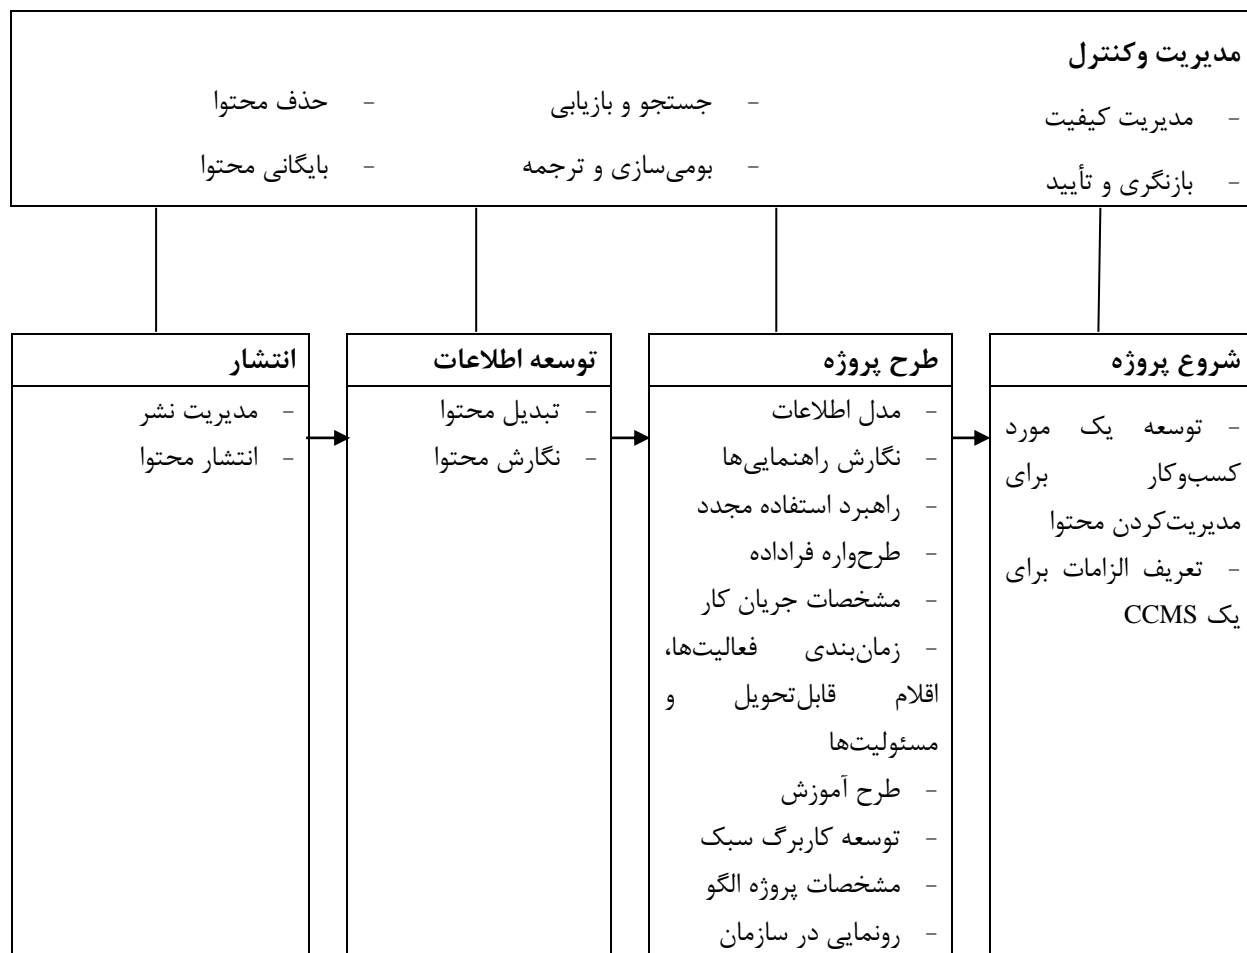 مدیریت وکنترل
- مدیریت کیفیت
- بازنگری و تأیید
- جستجو و بازیابی
- بومی‌سازی و ترجمه
- حذف محتوا
- بایگانی محتوا
شروع پروژه
- توسعه یک مورد
کسب‌وکار برای
مدیریت‌کردن محتوا
- تعریف الزامات برای
یک CCMS
طرح پروژه
- مدل اطلاعات
- نگارش راهنمایی‌ها
- راهبرد استفاده مجدد
- طرح‌واره فراداده
- مشخصات جریان کار
- زمان‌بندی فعالیت‌ها،
اقلام قابل‌تحویل و
مسئولیت‌ها
- طرح آموزش
- توسعه کاربرگ سبک
- مشخصات پروژه الگو
- رونمایی در سازمان
توسعه اطلاعات
- تبدیل محتوا
- نگارش محتوا
انتشار
- مدیریت نشر
- انتشار محتوا